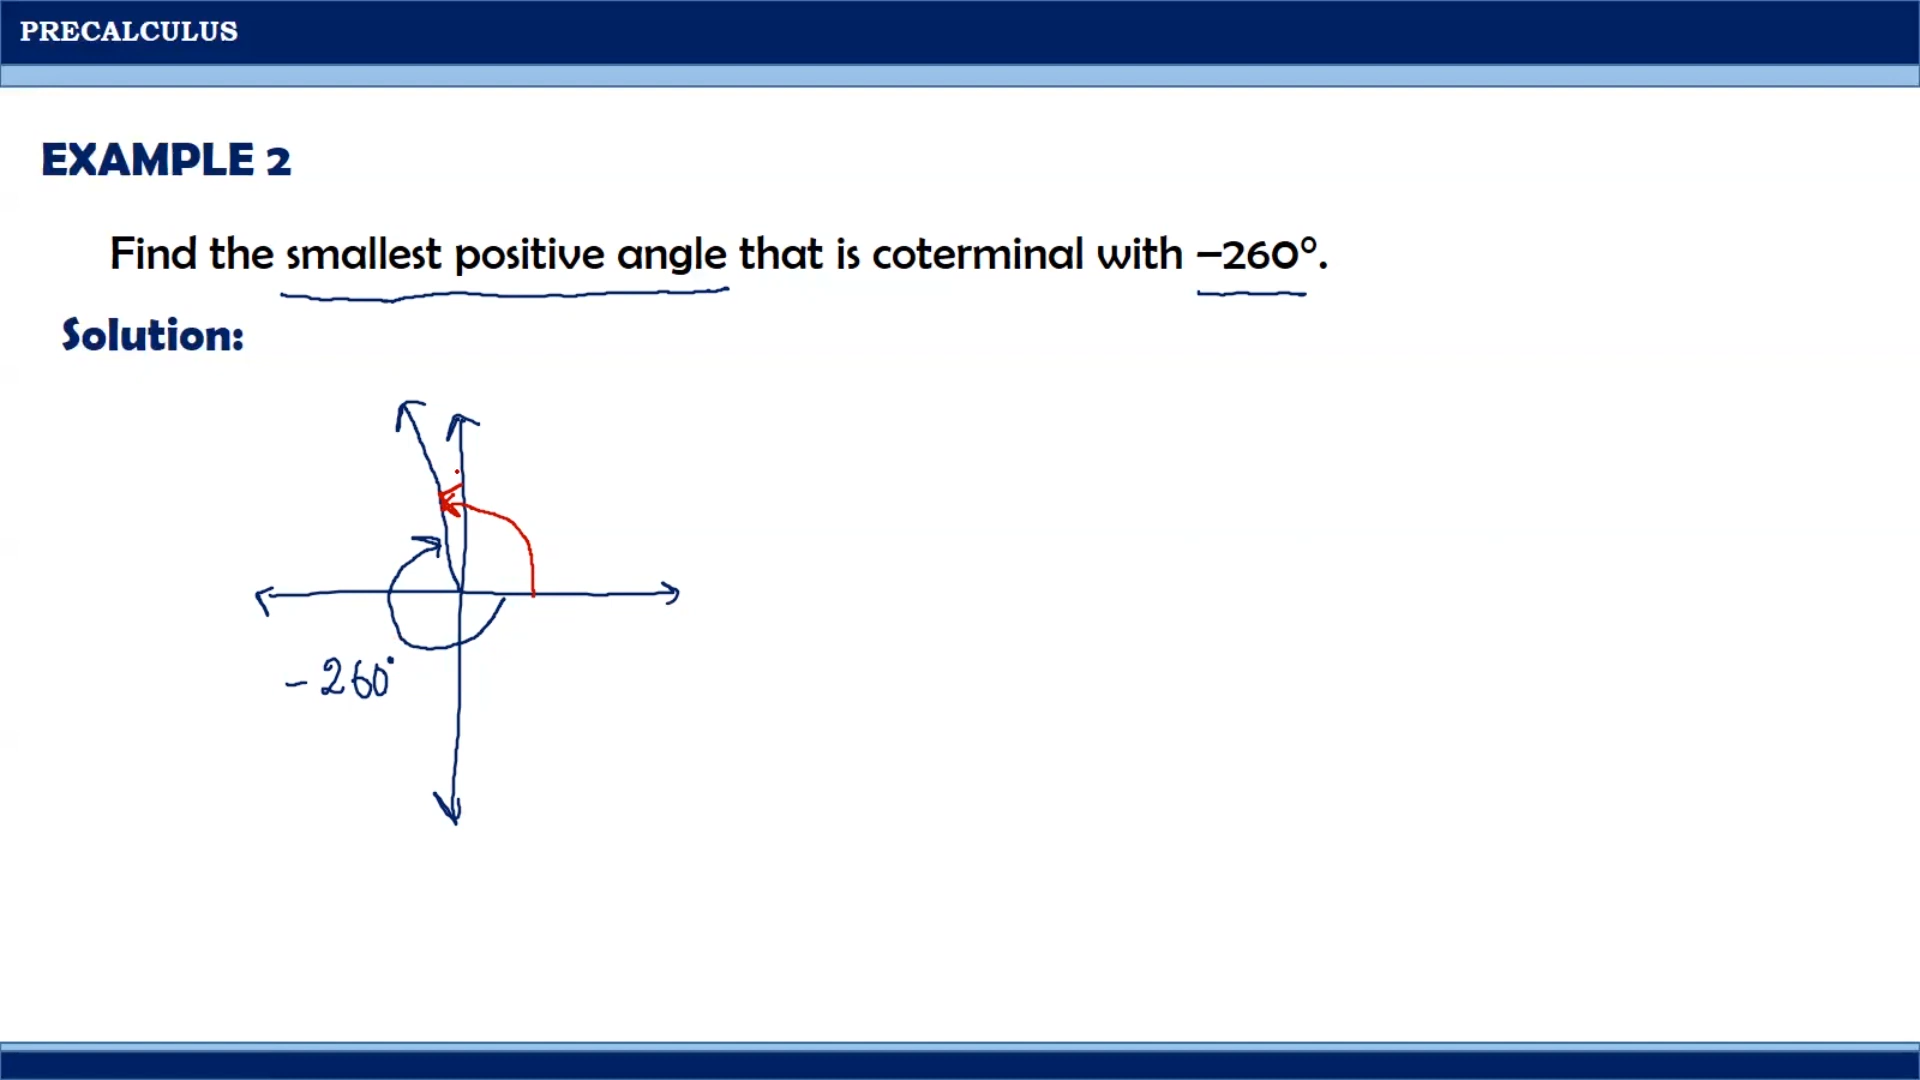 PRECALCULUS
EXAMPLE 2
Find the smallest positive angle that is coterminal with –260°.
Solution:
- 260°